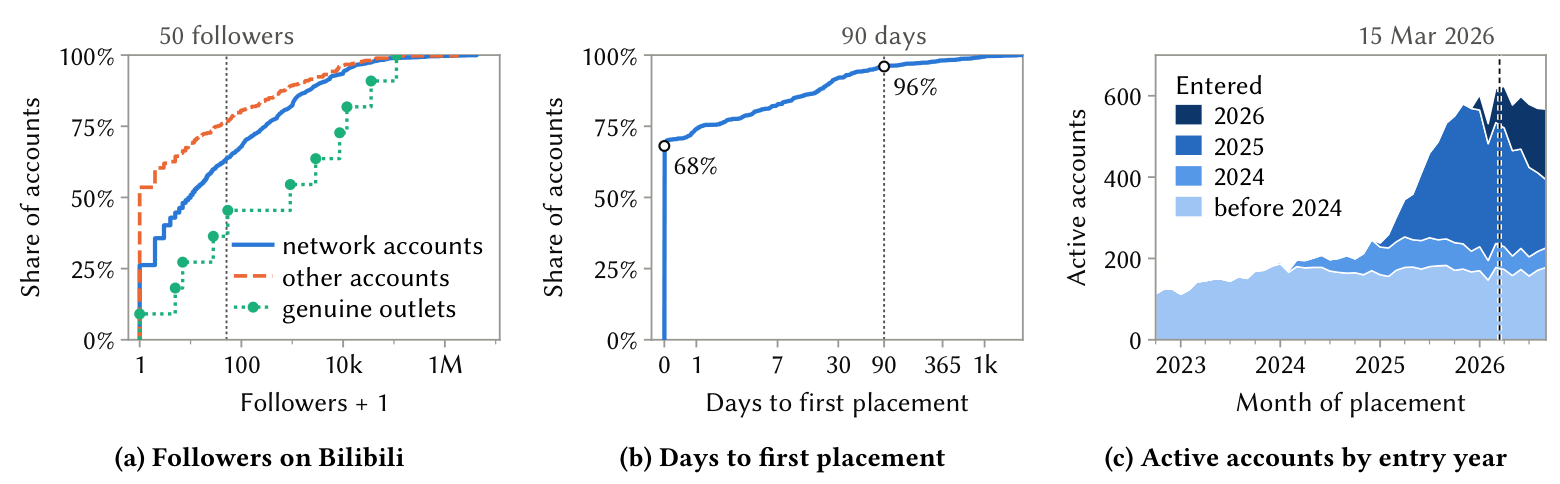 50 followers
100%
75%
50%
25%
0%
Share of accounts
network accounts
other accounts
genuine outlets
1
100
10k
1M
Followers + 1
(a) Followers on Bilibili
90 days
100%
75%
50%
25%
0%
Share of accounts
96%
68%
0
1
7
30
90
365
1k
Days to first placement
(b) Days to first placement
15 Mar 2026
600
400
200
0
Active accounts
Entered
2026
2025
2024
before 2024
2023
2024
2025
2026
Month of placement
(c) Active accounts by entry year